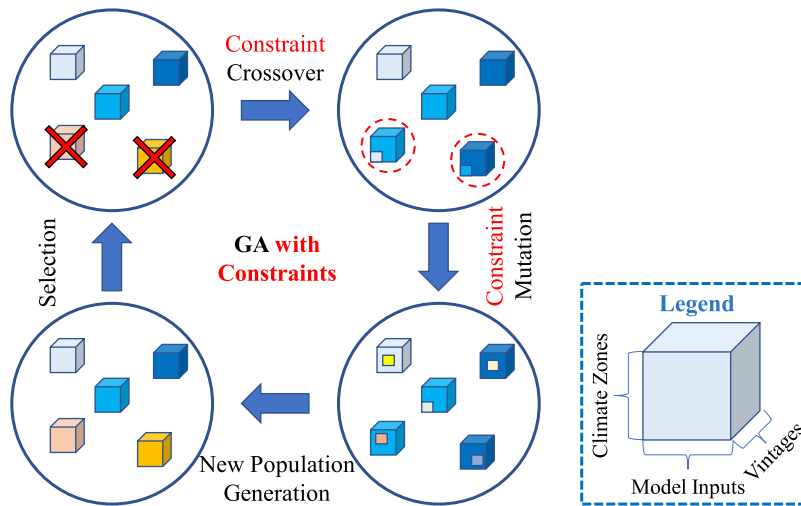 Constraint
Crossover
Selection
GA with
Constraints
Constraint
Mutation
New Population
Generation
Legend
Climate Zones
Model Inputs
Vintages